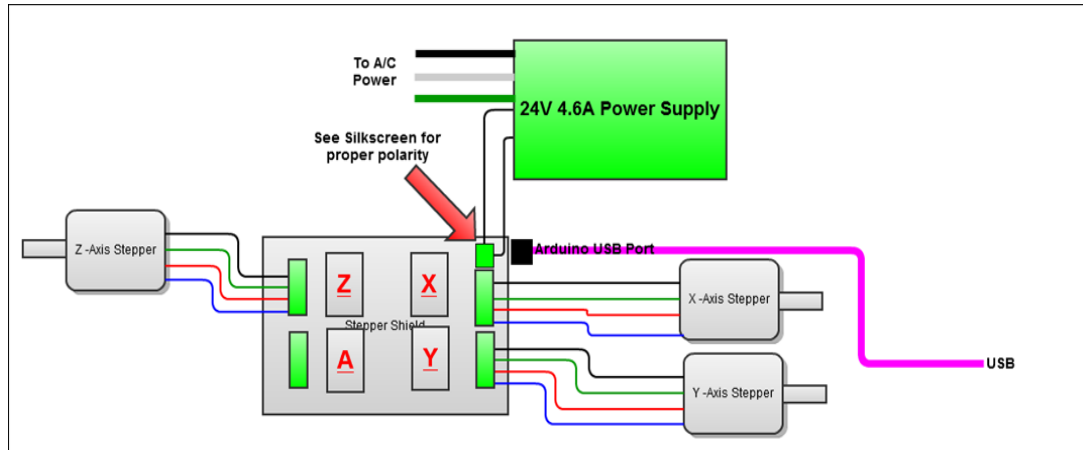 To A/C
Power
24V 4.6A Power Supply
See Silkscreen for
proper polarity
Z -Axis Stepper
Arduino USB Port
Z
X
X -Axis Stepper
Stepper Shield
A
Y
USB
Y -Axis Stepper